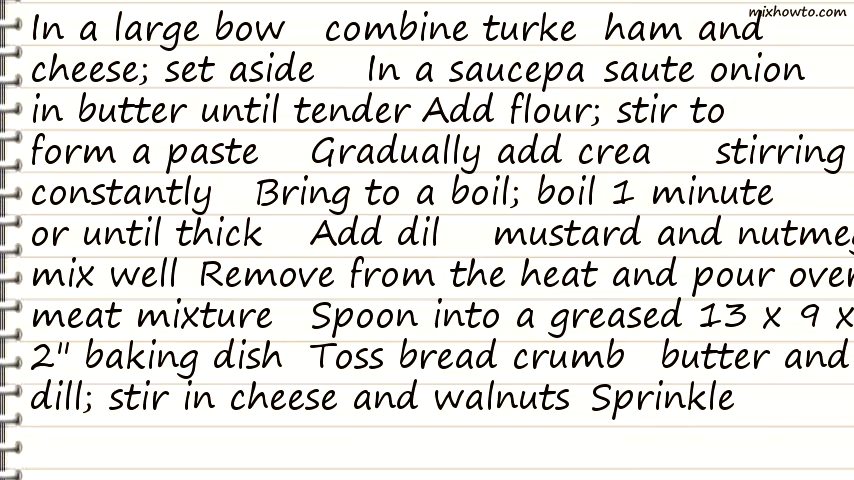 mixhowto.com
In a large bow combine turke ham and
cheese; set aside In a saucepa saute onion
in butter until tender Add flour; stir to
form a paste Gradually add crea stirring
constantly Bring to a boil; boil 1 minute
or until thick Add dil mustard and nutmeg
mix well Remove from the heat and pour over
meat mixture Spoon into a greased 13 x 9 x
2" baking dish Toss bread crumb butter and
dill; stir in cheese and walnuts Sprinkle